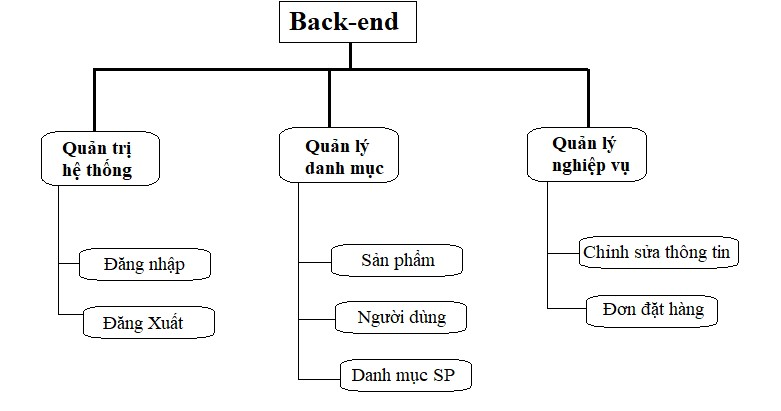 Back-end
Quản trị
hệ thống
Đăng nhập
Đăng Xuất
Quản lý
danh mục
Sản phẩm
Người dùng
Danh mục SP
Quản lý
nghiệp vụ
Chỉnh sửa thông tin
Đơn đặt hàng